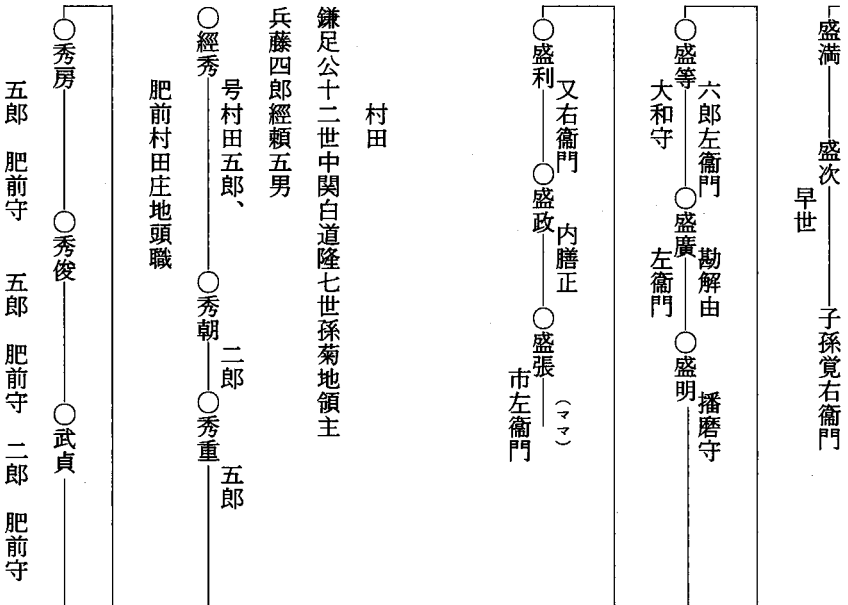 盛満 盛次 子孫覚右衞門
早世
六郎左衞門 勘解由 播磨守
○盛等 ○盛廣 ○盛明
大和守 左衞門
又右衞門 内膳正 （ママ）
○盛利 ○盛政 ○盛張
市左衞門
村田
鎌足公十二世中関白道隆七世孫菊地領主
兵藤四郎經頼五男
二郎 五郎
○經秀 号村田五郎、 ○秀朝 ○秀重
肥前村田庄地頭職
○秀房 ○秀俊 ○武貞
五郎 肥前守 五郎 肥前守 二郎 肥前守